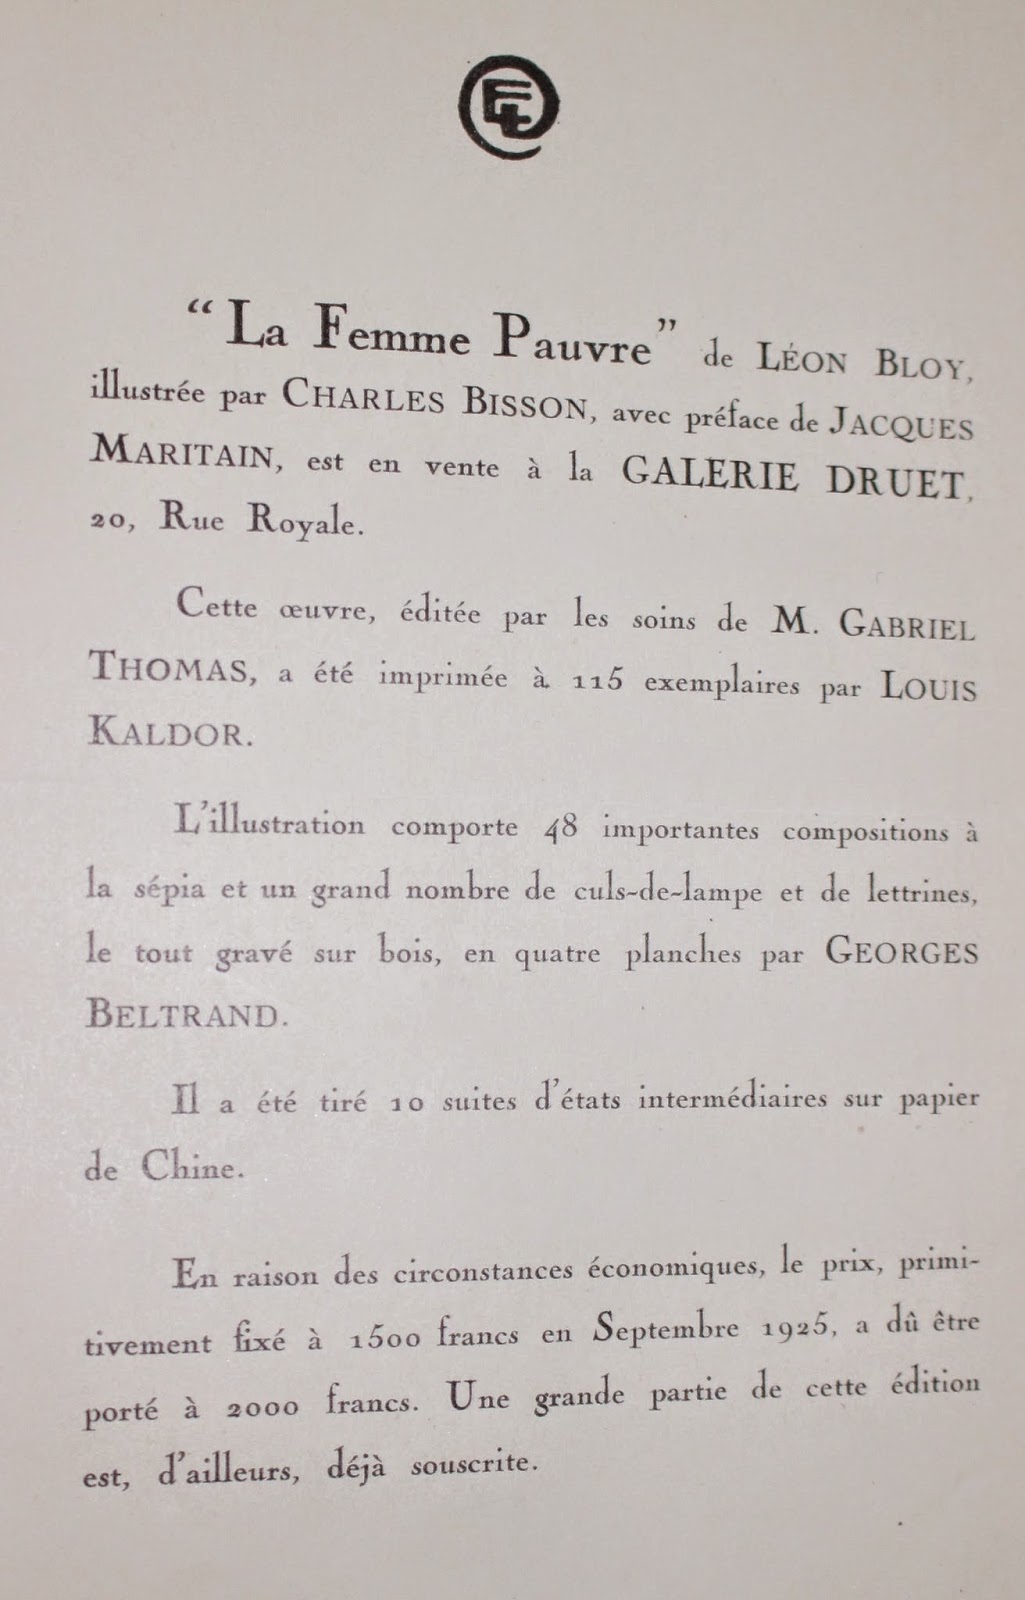 “ La Femme Pauvre ” de LÉON BLOY,
illustrée par CHARLES BISSON, avec préface de JACQUES
MARITAIN, est en vente à la GALERIE DRUET,
20, Rue Royale.
Cette œuvre, éditée par les soins de M. GABRIEL
THOMAS, a été imprimée à 115 exemplaires par LOUIS
KALDOR.
L'illustration comporte 48 importantes compositions à
la sépia et un grand nombre de culs-de-lampe et de lettrines,
le tout gravé sur bois, en quatre planches par GEORGES
BELTRAND.
Il a été tiré 10 suites d'états intermédiaires sur papier
de Chine.
En raison des circonstances économiques, le prix, primi-
tivement fixé à 1500 francs en Septembre 1925, a dû être
porté à 2000 francs. Une grande partie de cette édition
est, d'ailleurs, déjà souscrite.